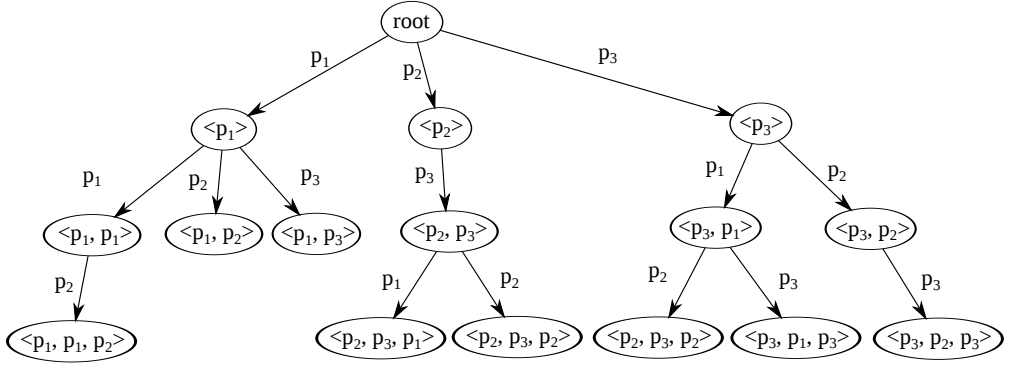 root
p₁
p₂
p₃
<p₁>
<p₂>
<p₃>
p₁
p₂
p₃
p₃
p₁
p₂
<p₁, p₁>
<p₁, p₂>
<p₁, p₃>
<p₂, p₃>
<p₃, p₁>
<p₃, p₂>
p₂
p₁
p₂
p₂
p₃
p₃
<p₁, p₁, p₂>
<p₂, p₃, p₁>
<p₂, p₃, p₂>
<p₂, p₃, p₂>
<p₃, p₁, p₃>
<p₃, p₂, p₃>